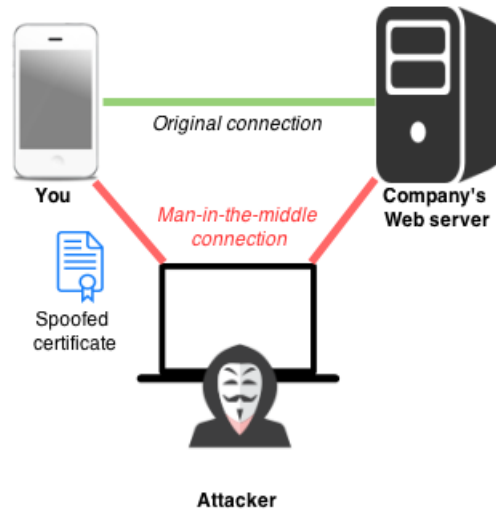 Original connection
You
Company's
Web server
Man-in-the-middle
connection
Spoofed
certificate
Attacker